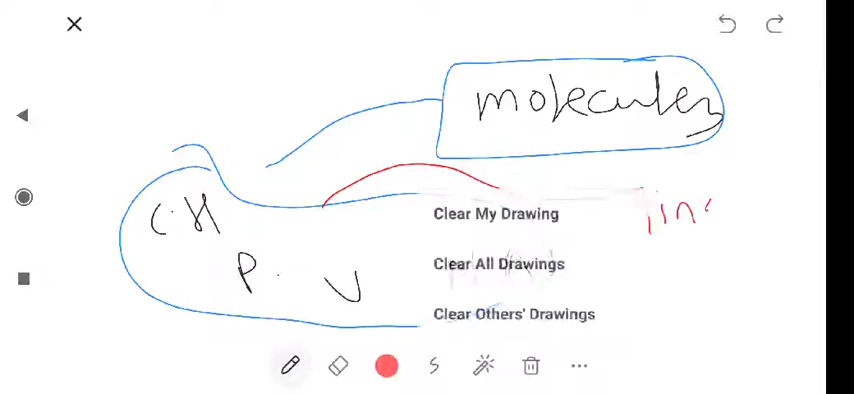 molecules
C.H
P. V
Clear My Drawing
Clear All Drawings
Clear Others' Drawings